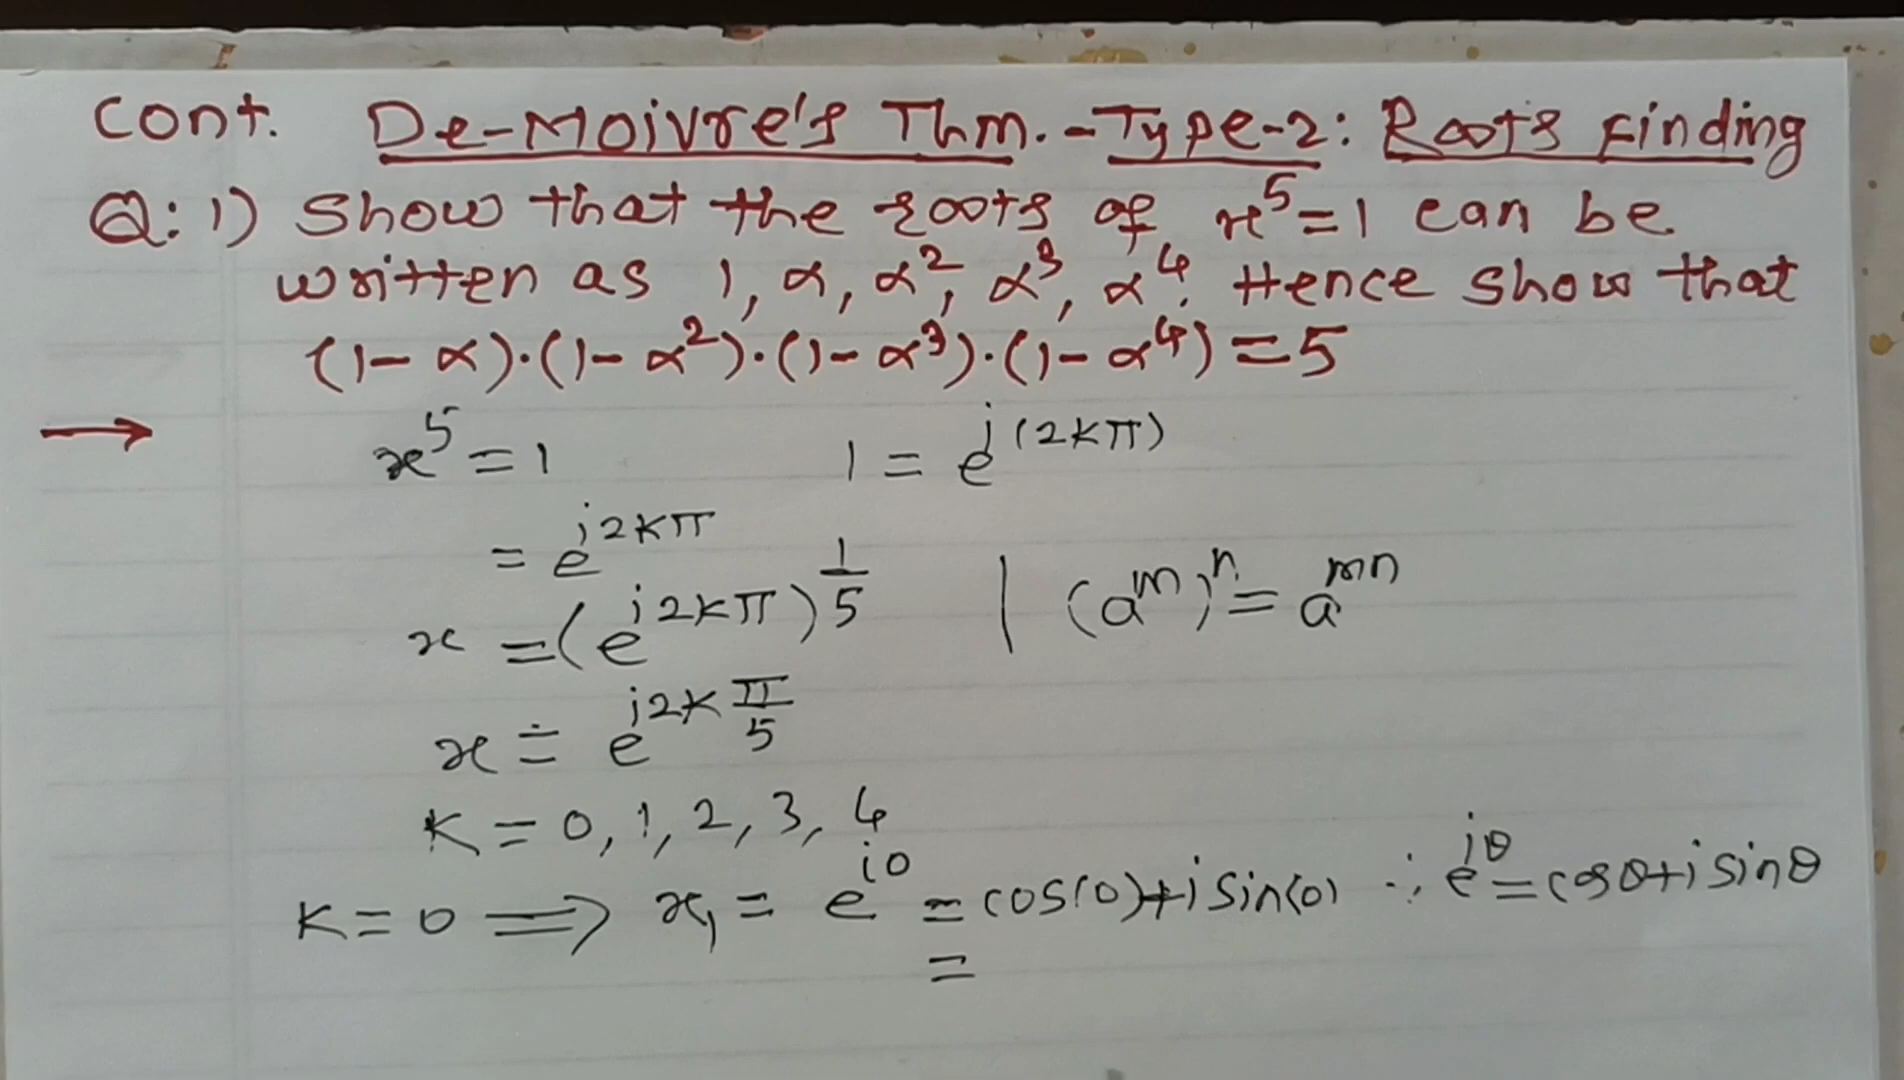 Cont. De-Moivre's Thm. - Type-2: Roots Finding
Q: 1) Show that the roots of x⁵=1 can be
written as 1, α, α², α³, α⁴. Hence show that
(1-α)·(1-α²)·(1-α³)·(1-α⁴)=5
→ x⁵=1 1=e^{i(2kπ)}
=e^{i2kπ}
x=(e^{i2kπ})^{1/5} | (a^m)^n=a^{mn}
x=e^{i2kπ/5}
K=0,1,2,3,4
K=0 ⟹ x₁=e^{i0}=cos(0)+i sin(0) ∵ e^{iθ}=cosθ+i sinθ
=